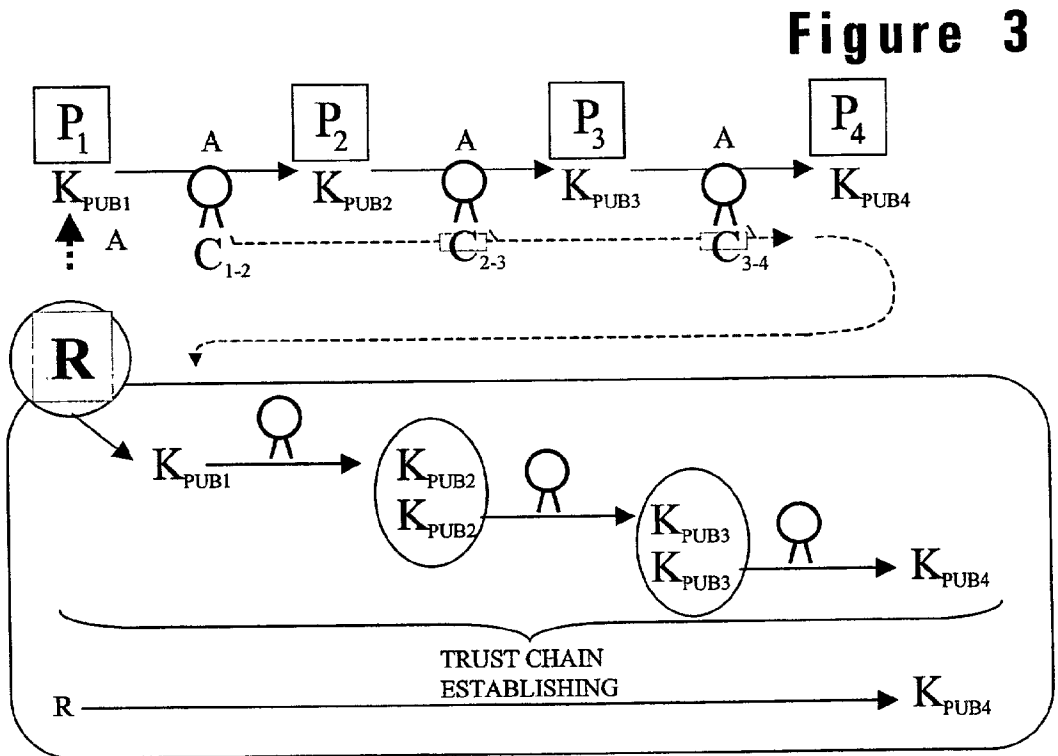 Figure 3
P1 A P2 A P3 A P4
KPUB1 KPUB2 KPUB3 KPUB4
A
C1-2 C2-3 C3-4
R
KPUB1 KPUB2
KPUB2 KPUB3
KPUB3 KPUB4
TRUST CHAIN
ESTABLISHING
R KPUB4